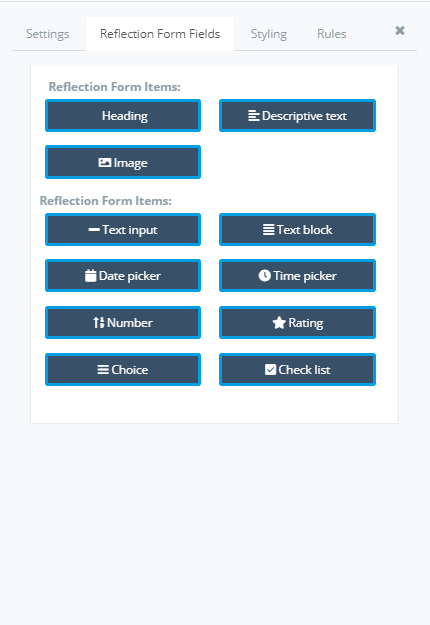 Settings Reflection Form Fields Styling Rules
Reflection Form Items:
Heading Descriptive text
Image
Reflection Form Items:
Text input Text block
Date picker Time picker
Number Rating
Choice Check list